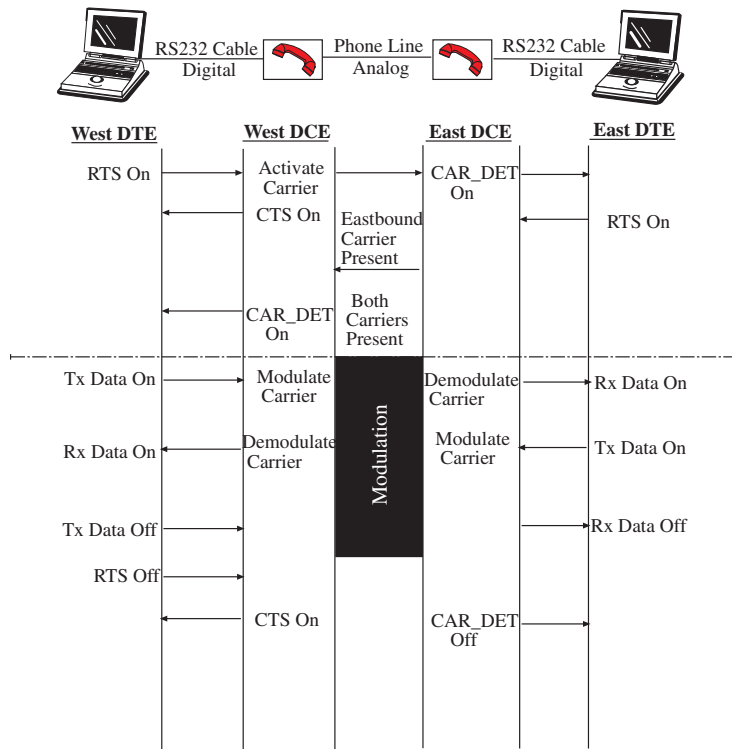 RS232 Cable
Digital
Phone Line
Analog
RS232 Cable
Digital
West DTE
West DCE
East DCE
East DTE
RTS On
Activate
Carrier
CAR_DET
On
CTS On
Eastbound
Carrier
Present
RTS On
CAR_DET
On
Both
Carriers
Present
Tx Data On
Modulate
Carrier
Demodulate
Carrier
Rx Data On
Rx Data On
Demodulate
Carrier
Modulation
Modulate
Carrier
Tx Data On
Tx Data Off
Rx Data Off
RTS Off
CTS On
CAR_DET
Off